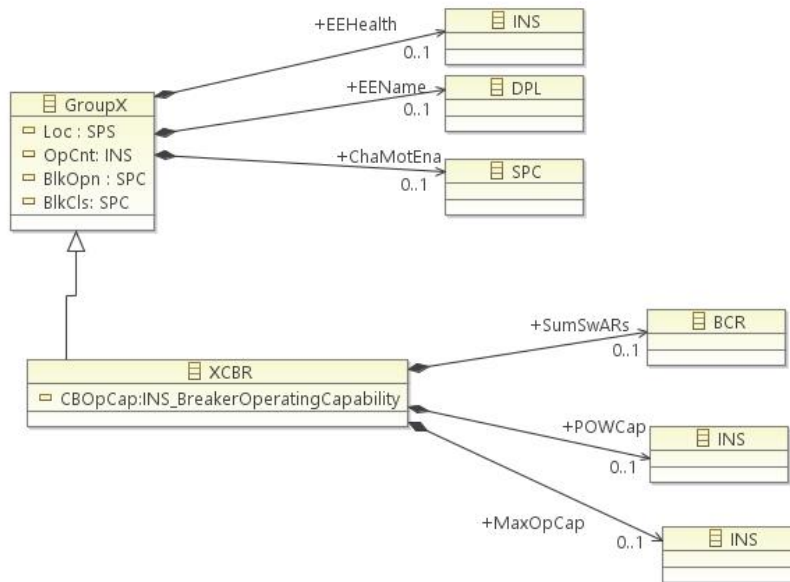 +EEHealth
INS
0..1
+EEName
DPL
0..1
GroupX
Loc : SPS
OpCnt: INS
BlkOpn : SPC
BlkCls: SPC
+ChaMotEna
SPC
0..1
+SumSwARs
BCR
0..1
XCBR
CBOpCap:INS_BreakerOperatingCapability
+POWCap
INS
0..1
+MaxOpCap
INS
0..1